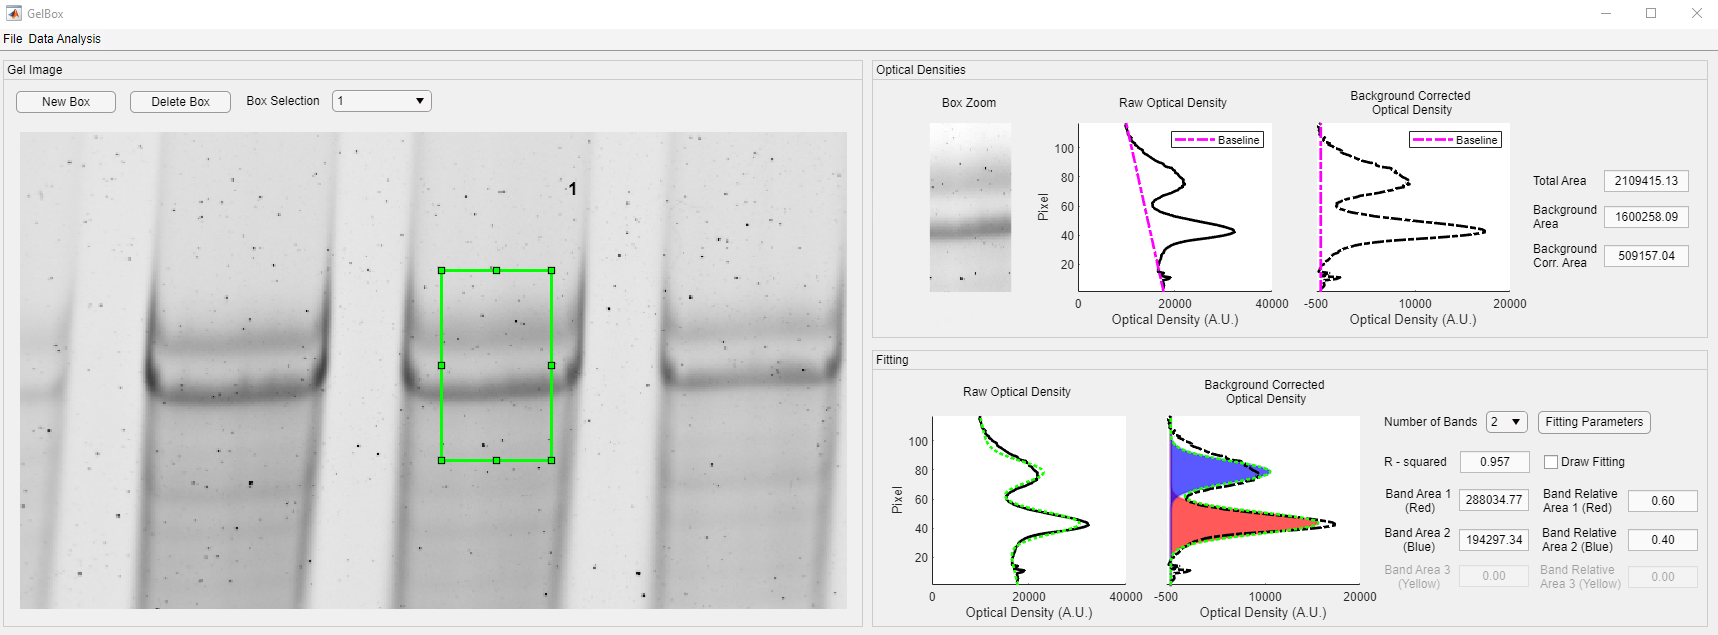 GelBox
File Data Analysis
Gel Image
New Box
Delete Box
Box Selection
1
1
Optical Densities
Box Zoom
Raw Optical Density
Baseline
100
80
60
40
20
Pixel
0
20000
40000
Optical Density (A.U.)
Background Corrected
Optical Density
Baseline
-500
10000
20000
Optical Density (A.U.)
Total Area
2109415.13
Background
Area
1600258.09
Background
Corr. Area
509157.04
Fitting
Raw Optical Density
100
80
60
40
20
Pixel
0
20000
40000
Optical Density (A.U.)
Background Corrected
Optical Density
-500
10000
20000
Optical Density (A.U.)
Number of Bands
2
Fitting Parameters
R - squared
0.957
Draw Fitting
Band Area 1
(Red)
288034.77
Band Relative
Area 1 (Red)
0.60
Band Area 2
(Blue)
194297.34
Band Relative
Area 2 (Blue)
0.40
Band Area 3
(Yellow)
0.00
Band Relative
Area 3 (Yellow)
0.00